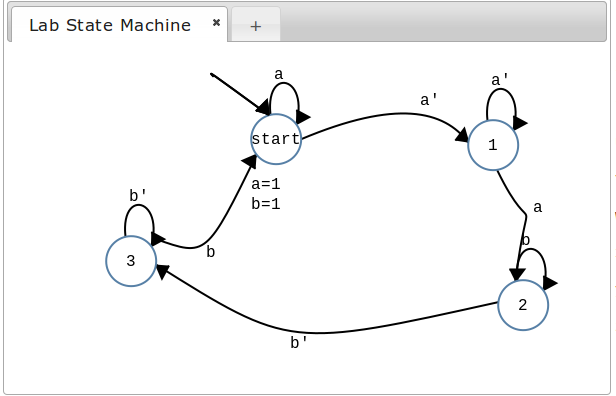 Lab State Machine ✖ +
a
a'
a'
start
1
a=1
b=1
b'
b
a
b
3
2
b'